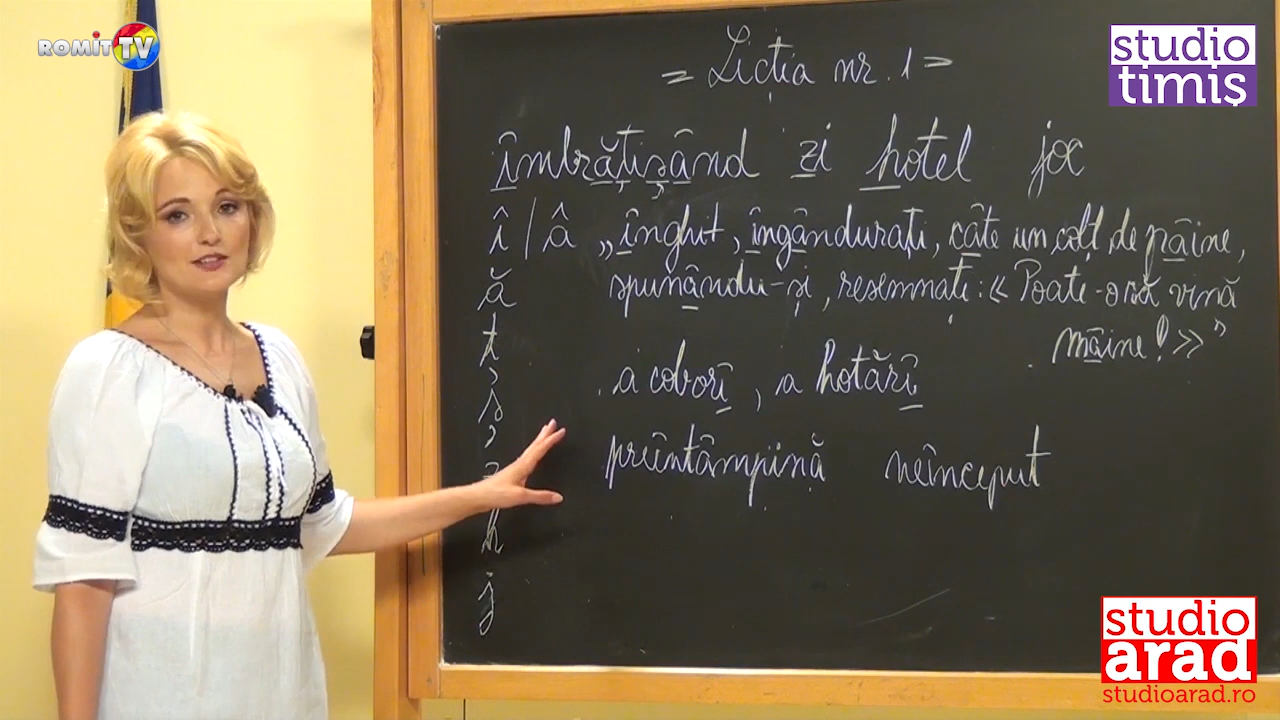 ROMIT TV
studio
timiș
= Licția nr. 1 =
îmbrățișând zi hotel joc
î / â „înghit, îngândurați, câte un colț de pâine,
ă spunându-și, resemnați: « Poate-o să vină
mâine! »”
ț
a coborî, a hotărî
ș
preîntâmpină neînceput
z
h
j
studio
arad
studioarad.ro